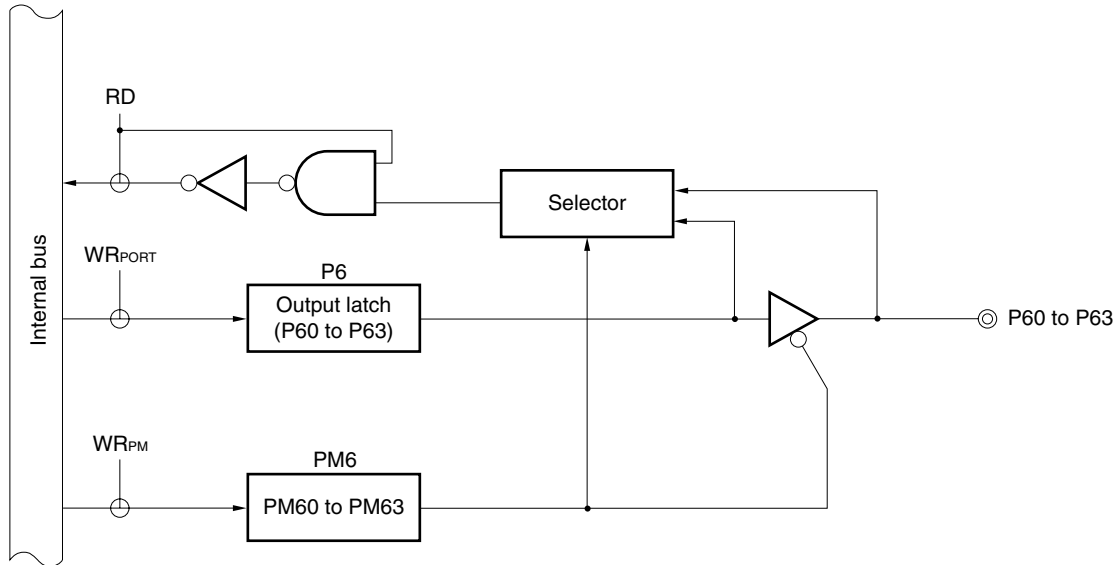 RD
Selector
WRPORT
P6
Output latch
(P60 to P63)
P60 to P63
WRPM
PM6
PM60 to PM63
Internal bus